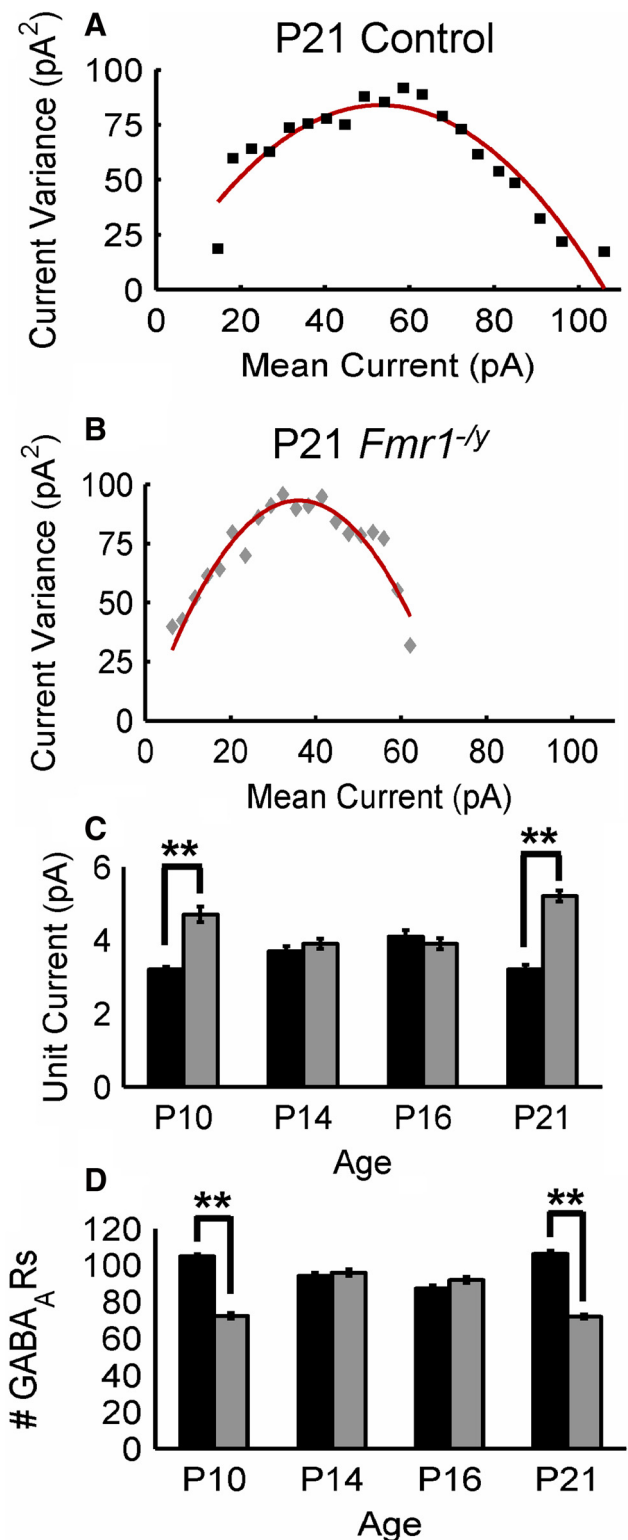 A
P21 Control
Current Variance (pA²)
100
75
50
25
0
0 20 40 60 80 100
Mean Current (pA)
B
P21 Fmr1⁻/ʸ
Current Variance (pA²)
100
75
50
25
0
0 20 40 60 80 100
Mean Current (pA)
C
Unit Current (pA)
6
4
2
0
** **
P10 P14 P16 P21
Age
D
# GABA_A Rs
120
100
80
60
40
20
0
** **
P10 P14 P16 P21
Age